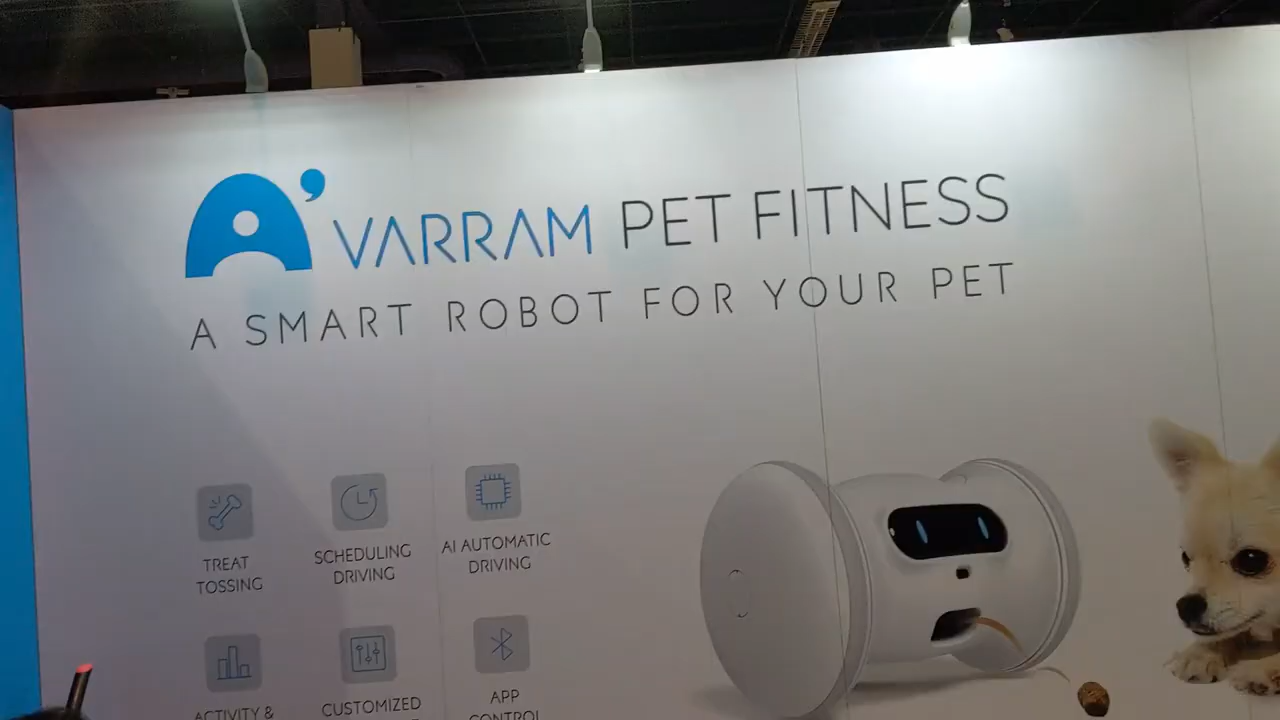 VARRAM PET FITNESS
A SMART ROBOT FOR YOUR PET
TREAT
TOSSING
SCHEDULING
DRIVING
AI AUTOMATIC
DRIVING
ACTIVITY &
CUSTOMIZED
APP
CONTROL